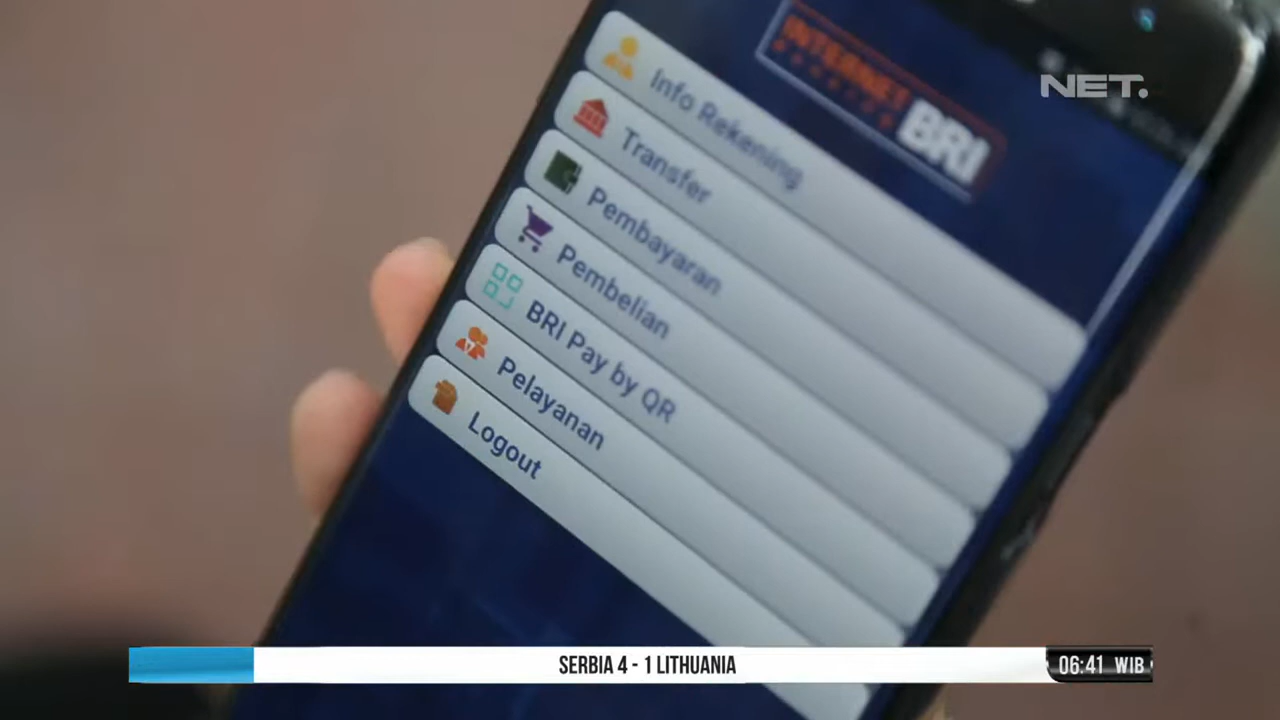 NET.
INTERNET
BANKING
BRI
Info Rekening
Transfer
Pembayaran
Pembelian
BRI Pay by QR
Pelayanan
Logout
SERBIA 4 - 1 LITHUANIA
06:41 WIB